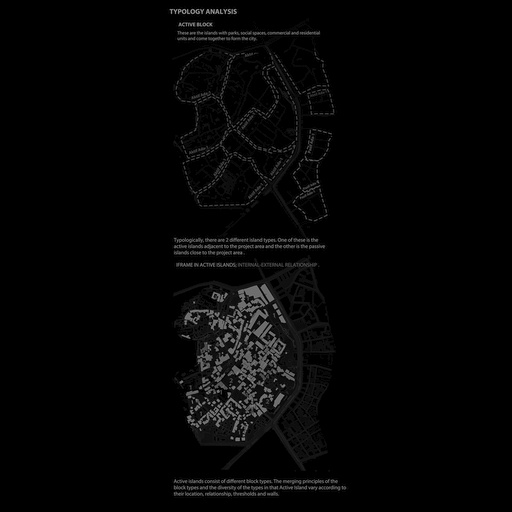 TYPOLOGY ANALYSIS
ACTIVE BLOCK
These are the islands with parks, social spaces, commercial and residential
units and come together to form the city.
Typologically, there are 2 different island types. One of these is the
active islands adjacent to the project area and the other is the passive
islands close to the project area .
IFRAME IN ACTIVE ISLANDS; INTERNAL-EXTERNAL RELATIONSHIP .
Active islands consist of different block types. The merging principles of the
block types and the diversity of the types in that Active Island vary according to
their location, relationship, thresholds and walls.